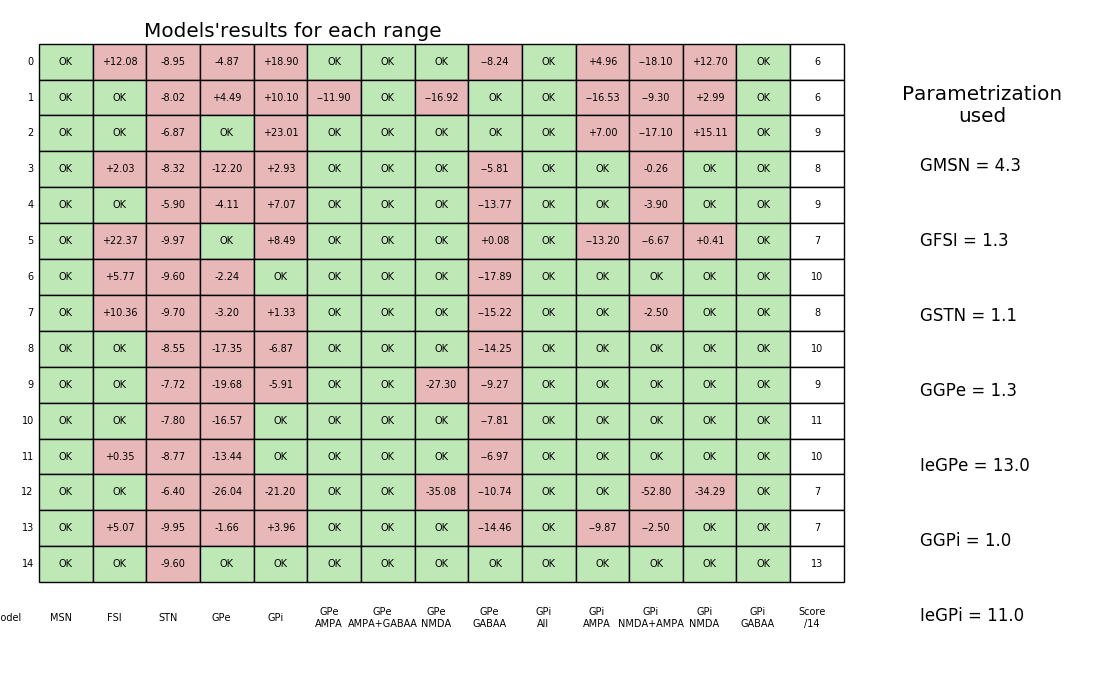 Models'results for each range
0 OK +12.08 -8.95 -4.87 +18.90 OK OK OK −8.24 OK +4.96 −18.10 +12.70 OK 6
1 OK OK -8.02 +4.49 +10.10 −11.90 OK −16.92 OK OK −16.53 −9.30 +2.99 OK 6
2 OK OK -6.87 OK +23.01 OK OK OK OK OK +7.00 −17.10 +15.11 OK 9
3 OK +2.03 -8.32 -12.20 +2.93 OK OK OK −5.81 OK OK -0.26 OK OK 8
4 OK OK -5.90 -4.11 +7.07 OK OK OK −13.77 OK OK -3.90 OK OK 9
5 OK +22.37 -9.97 OK +8.49 OK OK OK +0.08 OK −13.20 −6.67 +0.41 OK 7
6 OK +5.77 -9.60 -2.24 OK OK OK OK −17.89 OK OK OK OK OK 10
7 OK +10.36 -9.70 -3.20 +1.33 OK OK OK −15.22 OK OK -2.50 OK OK 8
8 OK OK -8.55 -17.35 -6.87 OK OK OK −14.25 OK OK OK OK OK 10
9 OK OK -7.72 -19.68 -5.91 OK OK -27.30 −9.27 OK OK OK OK OK 9
10 OK OK -7.80 -16.57 OK OK OK OK −7.81 OK OK OK OK OK 11
11 OK +0.35 -8.77 -13.44 OK OK OK OK −6.97 OK OK OK OK OK 10
12 OK OK -6.40 -26.04 -21.20 OK OK -35.08 −10.74 OK OK -52.80 -34.29 OK 7
13 OK +5.07 -9.95 -1.66 +3.96 OK OK OK −14.46 OK −9.87 −2.50 OK OK 7
14 OK OK -9.60 OK OK OK OK OK OK OK OK OK OK OK 13
GPe GPe GPe GPe GPi GPi GPi GPi GPi Score
odel MSN FSI STN GPe GPi
AMPA AMPA+GABAA NMDA GABAA All AMPA NMDA+AMPA NMDA GABAA /14
Parametrization
used
GMSN = 4.3
GFSI = 1.3
GSTN = 1.1
GGPe = 1.3
IeGPe = 13.0
GGPi = 1.0
IeGPi = 11.0